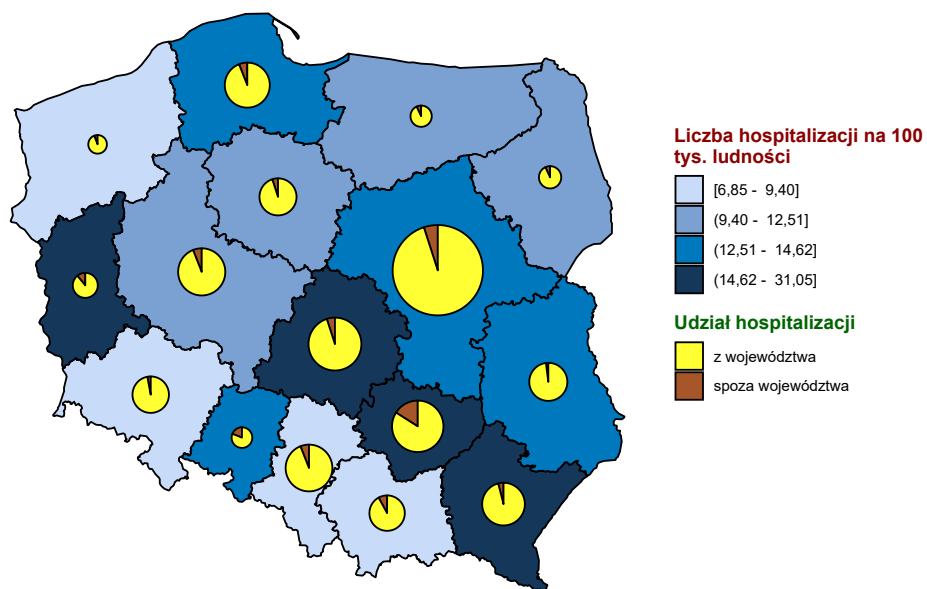 Liczba hospitalizacji na 100
tys. ludności
[6,85 - 9,40]
(9,40 - 12,51]
(12,51 - 14,62]
(14,62 - 31,05]
Udział hospitalizacji
z województwa
spoza województwa